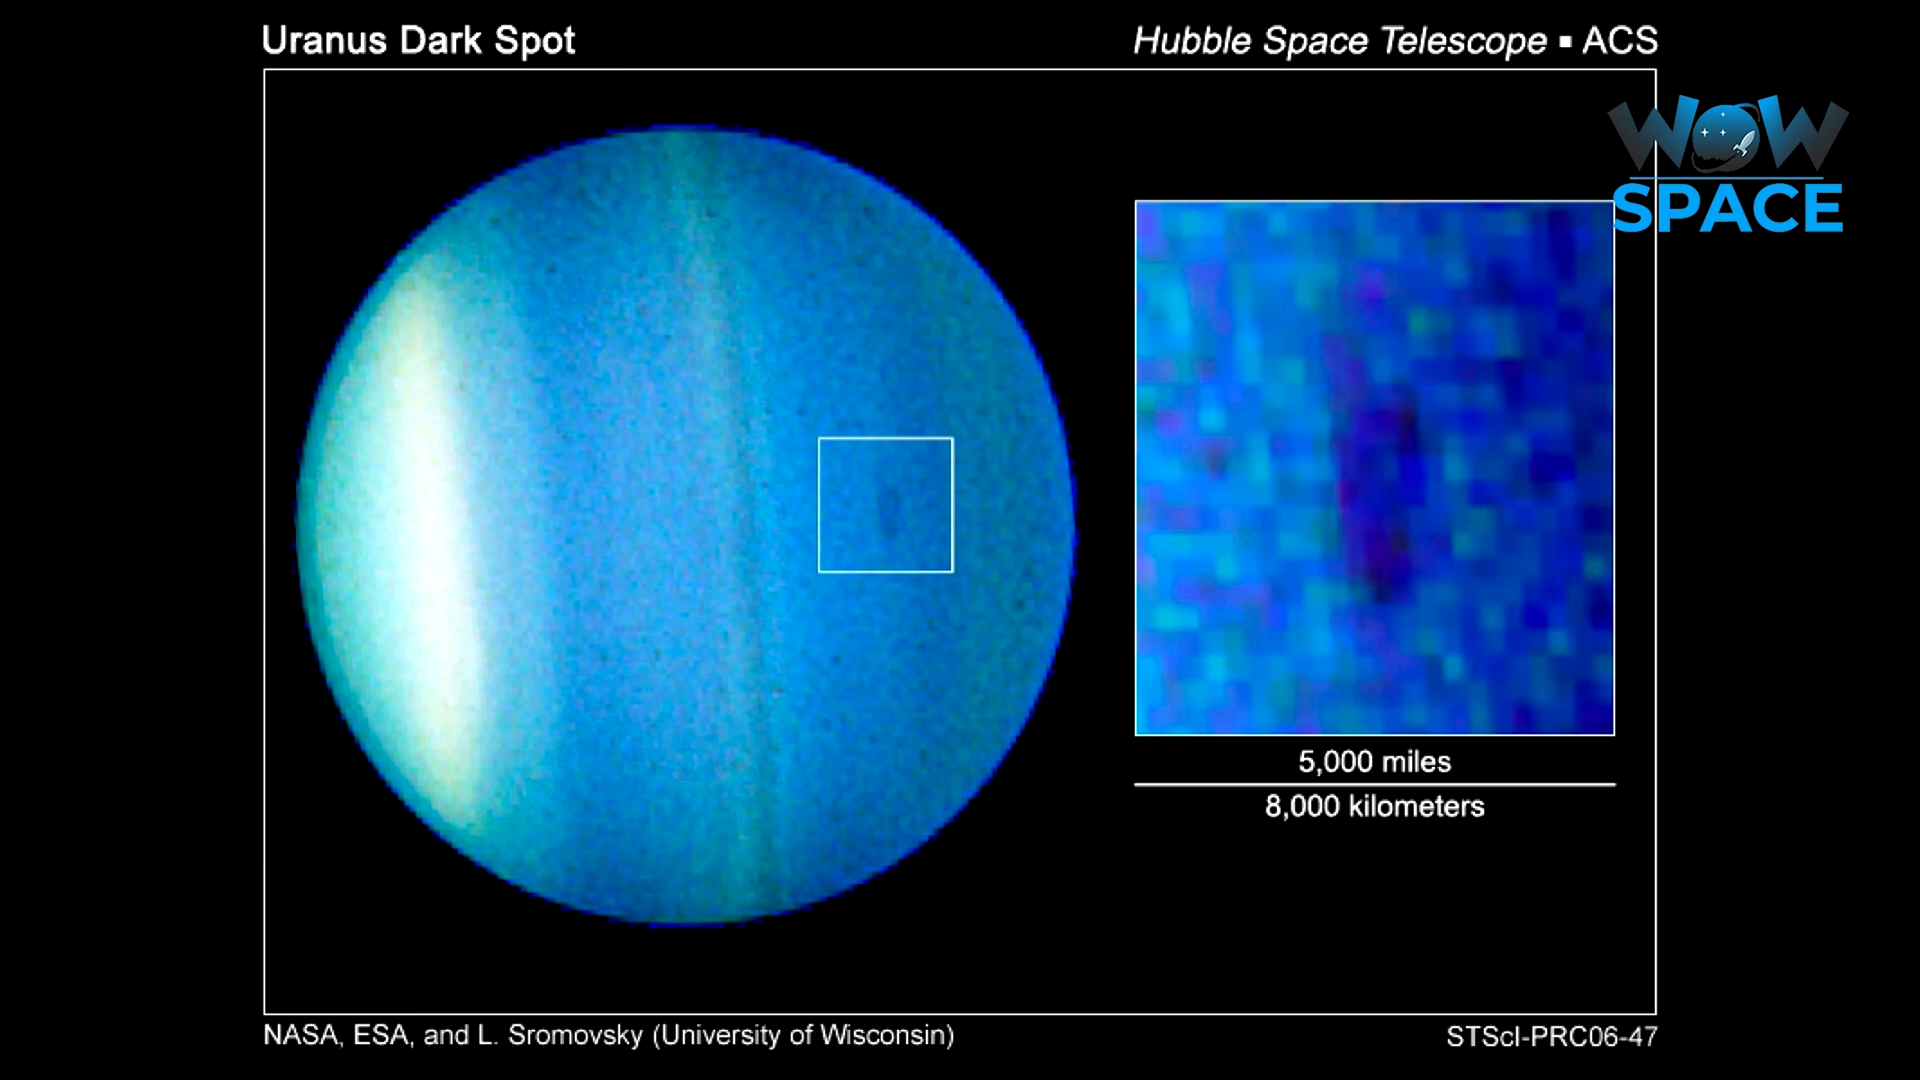 Uranus Dark Spot
Hubble Space Telescope ▪ ACS
WOW
SPACE
5,000 miles
8,000 kilometers
NASA, ESA, and L. Sromovsky (University of Wisconsin)
STScI-PRC06-47